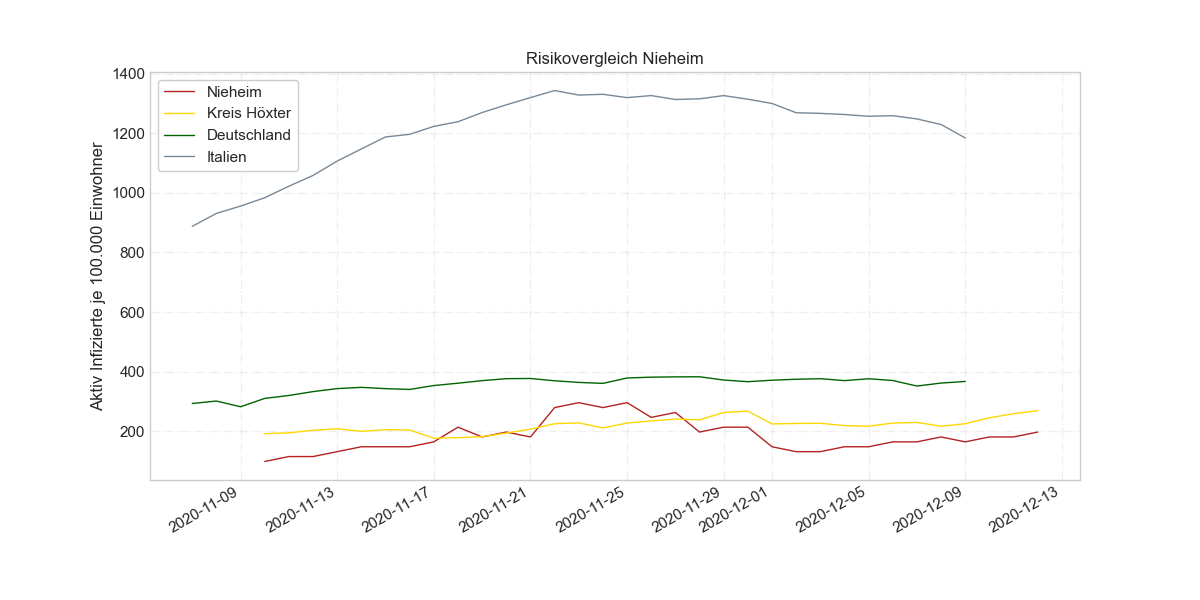 Risikovergleich Nieheim
Aktiv Infizierte je 100.000 Einwohner
1400
1200
1000
800
600
400
200
Nieheim
Kreis Höxter
Deutschland
Italien
2020-11-09
2020-11-13
2020-11-17
2020-11-21
2020-11-25
2020-11-29
2020-12-01
2020-12-05
2020-12-09
2020-12-13